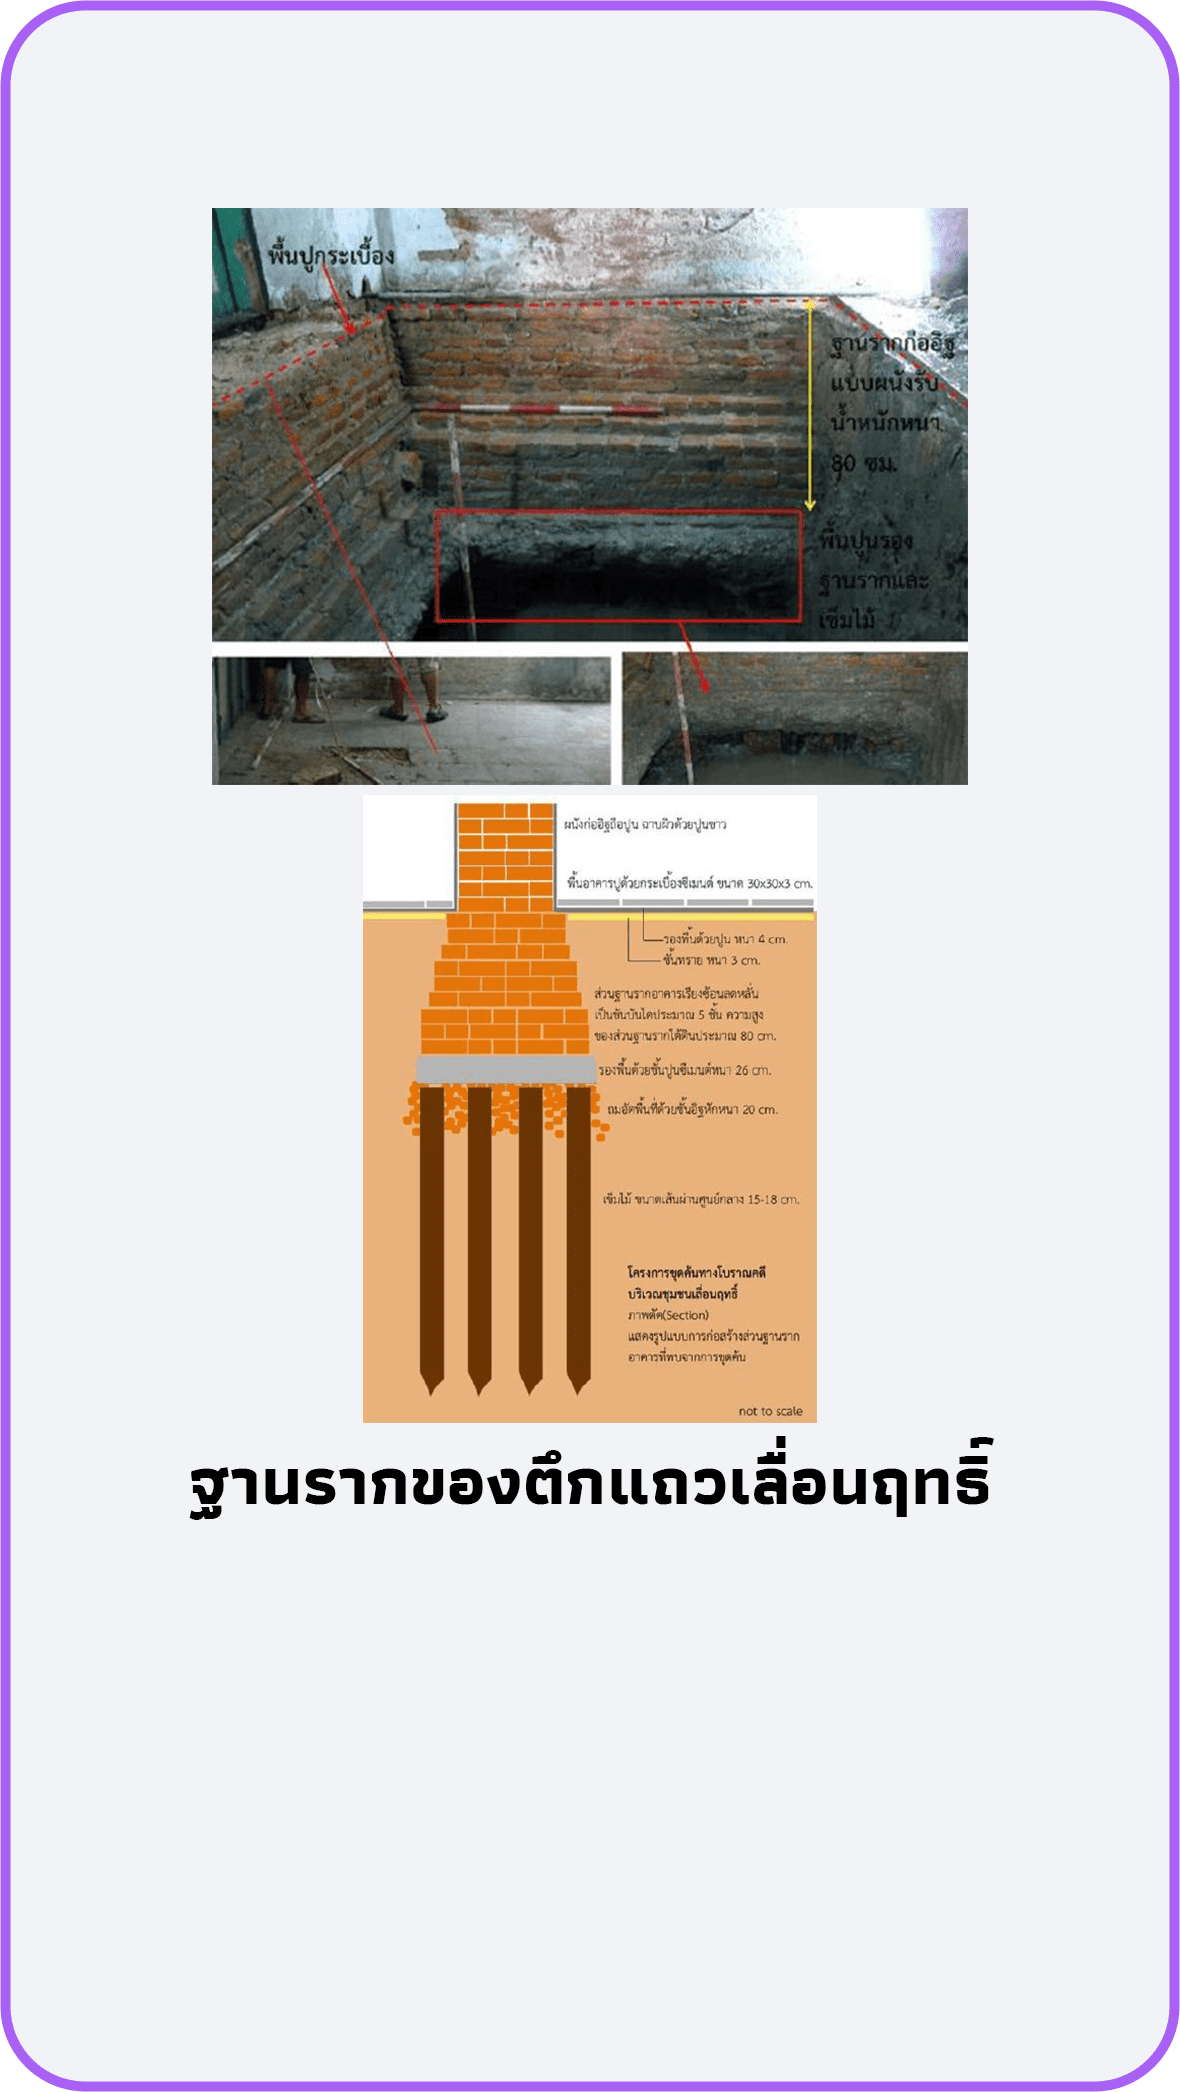 พื้นปูกระเบื้อง
ฐานรากก่ออิฐ
แบบผนังรับ
น้ำหนักหนา
80 ซม.
พื้นปูนรอง
ฐานรากและ
เข็มไม้
ผนังก่ออิฐถือปูน ฉาบผิวด้วยปูนขาว
พื้นอาคารปูด้วยกระเบื้องซีเมนต์ ขนาด 30x30x3 cm.
รองพื้นด้วยปูน หนา 4 cm.
ชั้นทราย หนา 3 cm.
ส่วนฐานรากอาคารเรียงซ้อนลดหลั่น
เป็นขั้นบันไดประมาณ 5 ชั้น ความสูง
ของส่วนฐานรากใต้ดินประมาณ 80 cm.
รองพื้นด้วยชั้นปูนซีเมนต์หนา 26 cm.
ถมอัดพื้นที่ด้วยชั้นอิฐหักหนา 20 cm.
เข็มไม้ ขนาดเส้นผ่านศูนย์กลาง 15-18 cm.
โครงการขุดค้นทางโบราณคดี
บริเวณชุมชนเลื่อนฤทธิ์
ภาพตัด(Section)
แสดงรูปแบบการก่อสร้างส่วนฐานราก
อาคารที่พบจากการขุดค้น
not to scale
ฐานรากของตึกแถวเลื่อนฤทธิ์